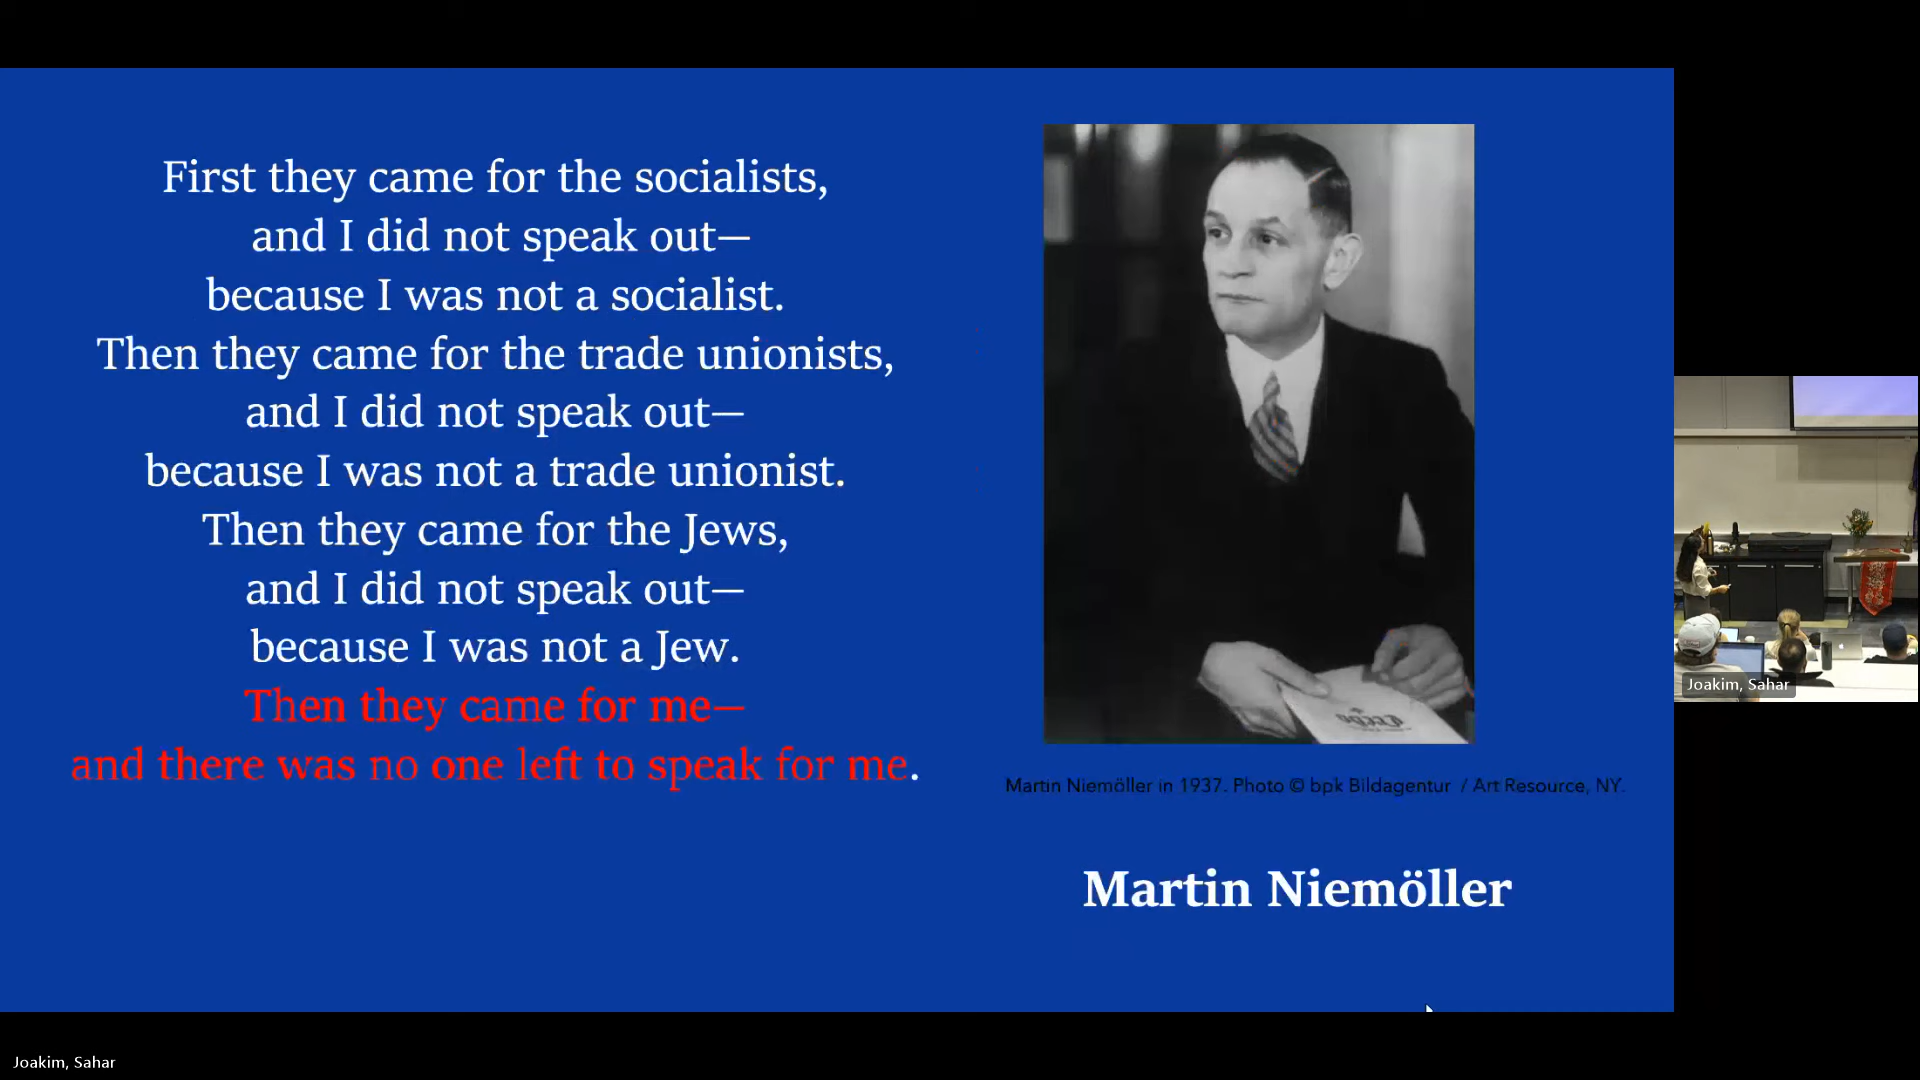 First they came for the socialists,
and I did not speak out—
because I was not a socialist.
Then they came for the trade unionists,
and I did not speak out—
because I was not a trade unionist.
Then they came for the Jews,
and I did not speak out—
because I was not a Jew.
Then they came for me—
and there was no one left to speak for me.
Martin Niemöller in 1937. Photo © bpk Bildagentur / Art Resource, NY.
Martin Niemöller
Joakim, Sahar
Joakim, Sahar